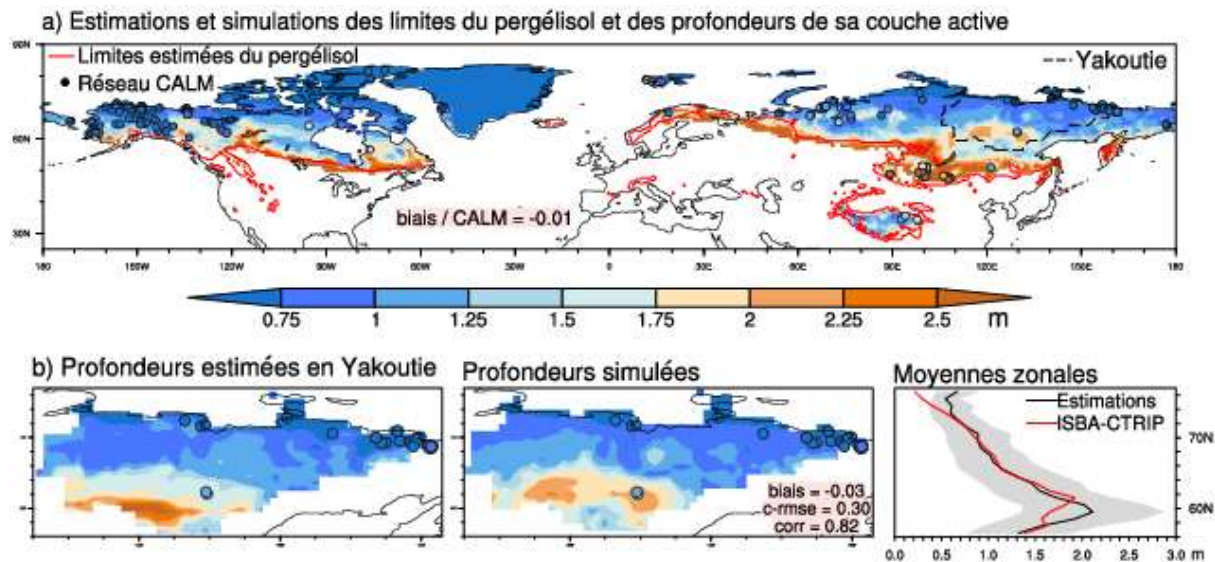 a) Estimations et simulations des limites du pergélisol et des profondeurs de sa couche active
90N
60N
30N
Limites estimées du pergélisol
Réseau CALM
Yakoutie
biais / CALM = -0.01
180 150W 120W 90W 60W 30W 0 30E 60E 90E 120E 150E 180
0.75 1 1.25 1.5 1.75 2 2.25 2.5 m
b) Profondeurs estimées en Yakoutie
Profondeurs simulées
biais = -0.03
c-rmse = 0.30
corr = 0.82
Moyennes zonales
Estimations
ISBA-CTRIP
70N
60N
0.0 0.5 1.0 1.5 2.0 2.5 3.0 m